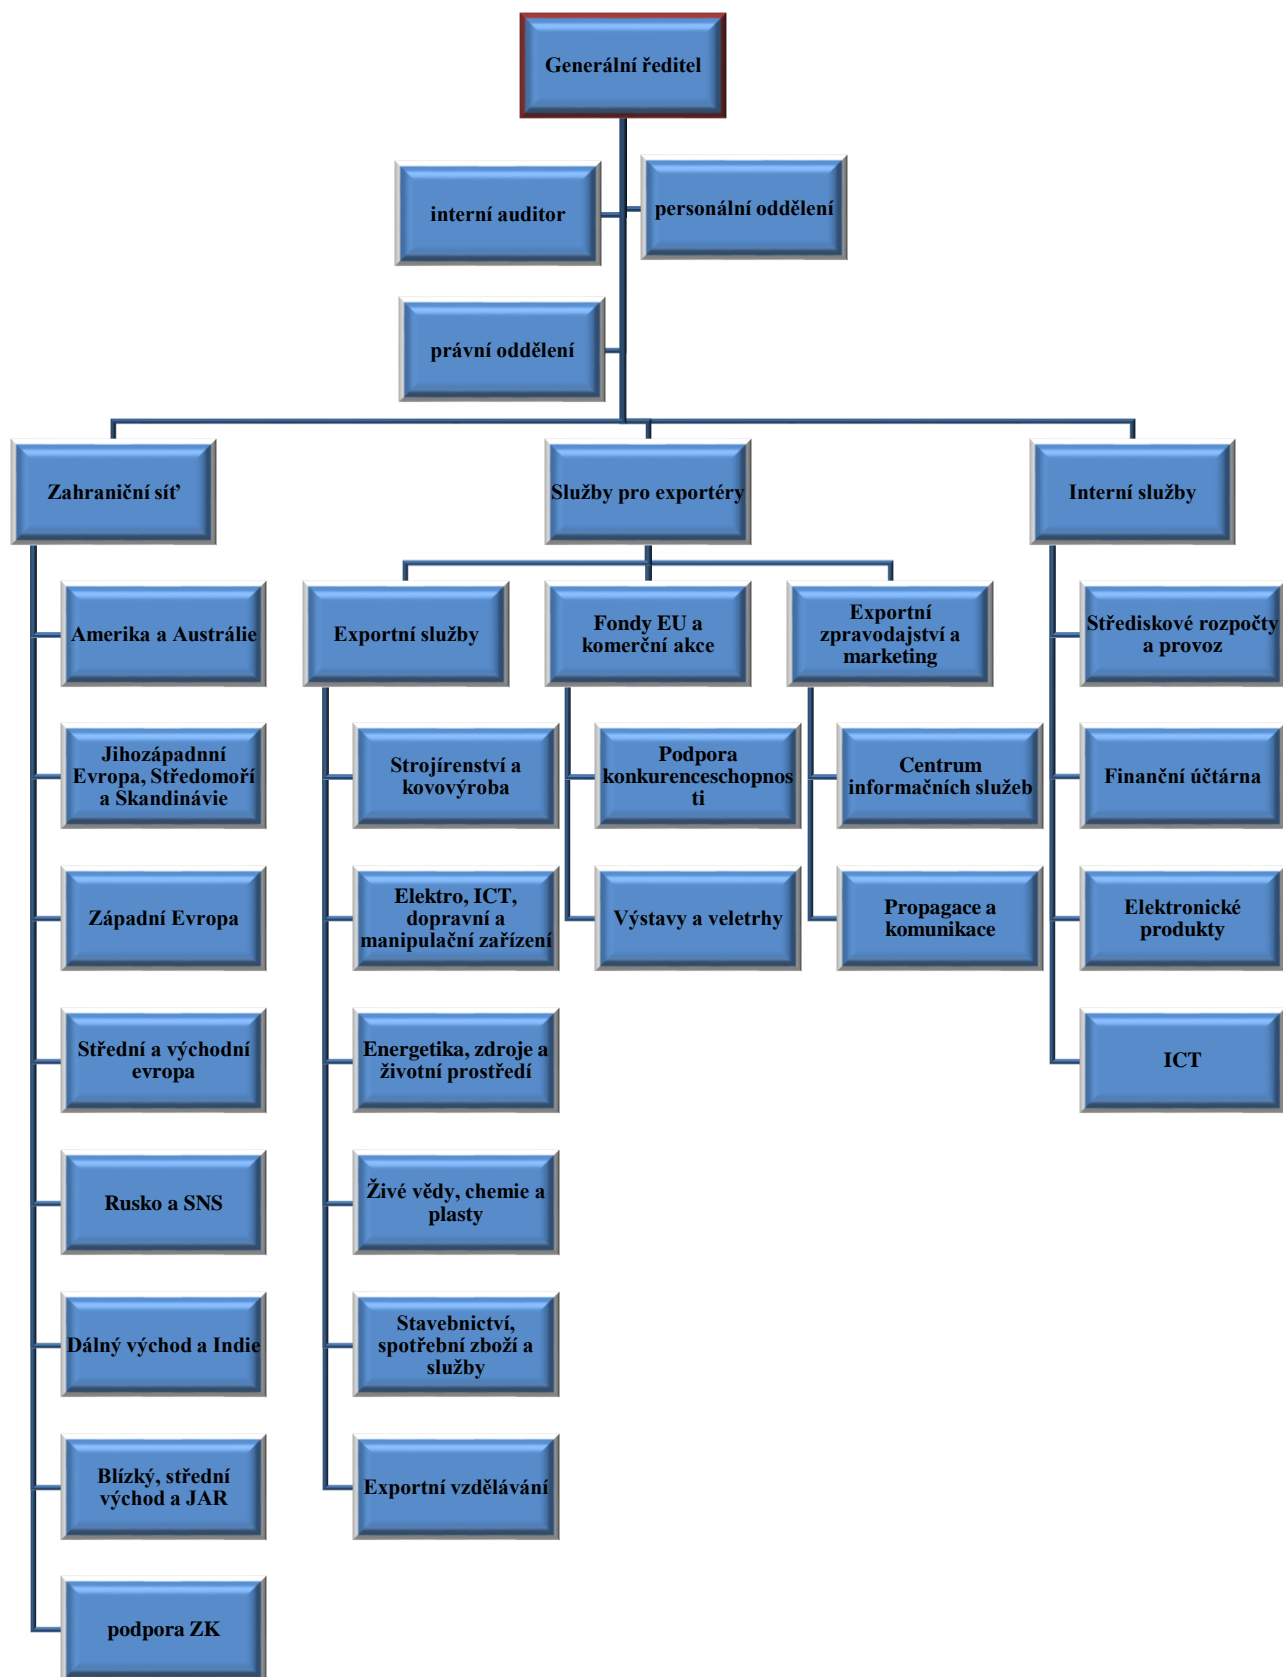 Generální ředitel
interní auditor
personální oddělení
právní oddělení
Zahraniční síť
Služby pro exportéry
Interní služby
Amerika a Austrálie
Jihozápadnní
Evropa, Středomoří
a Skandinávie
Západní Evropa
Střední a východní
evropa
Rusko a SNS
Dálný východ a Indie
Blízký, střední
východ a JAR
podpora ZK
Exportní služby
Strojírenství a
kovovýroba
Elektro, ICT,
dopravní a
manipulační zařízení
Energetika, zdroje a
životní prostředí
Živé vědy, chemie a
plasty
Stavebnictví,
spotřební zboží a
služby
Exportní vzdělávání
Fondy EU a
komerční akce
Podpora
konkurenceschopnos
ti
Výstavy a veletrhy
Exportní
zpravodajství a
marketing
Centrum
informačních služeb
Propagace a
komunikace
Střediskové rozpočty
a provoz
Finanční účtárna
Elektronické
produkty
ICT